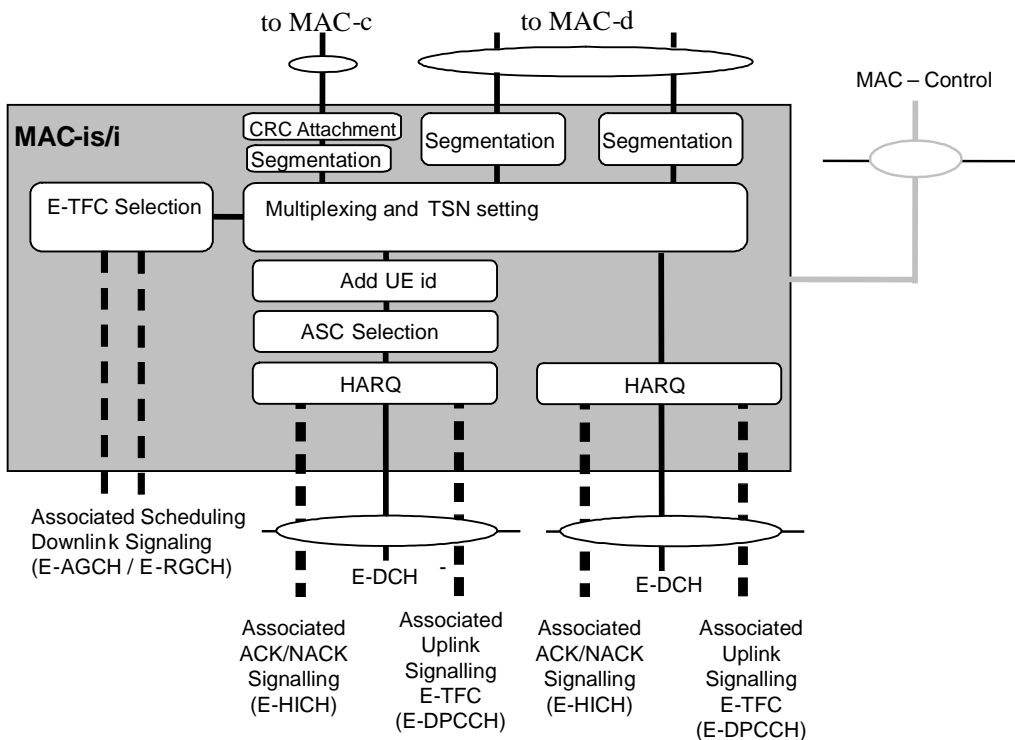 to MAC-c
to MAC-d
MAC – Control
MAC-is/i
CRC Attachment
Segmentation
Segmentation
Segmentation
E-TFC Selection
Multiplexing and TSN setting
Add UE id
ASC Selection
HARQ
HARQ
Associated Scheduling
Downlink Signaling
(E-AGCH / E-RGCH)
E-DCH
-
E-DCH
Associated
ACK/NACK
Signalling
(E-HICH)
Associated
Uplink
Signalling
E-TFC
(E-DPCCH)
Associated
ACK/NACK
Signalling
(E-HICH)
Associated
Uplink
Signalling
E-TFC
(E-DPCCH)